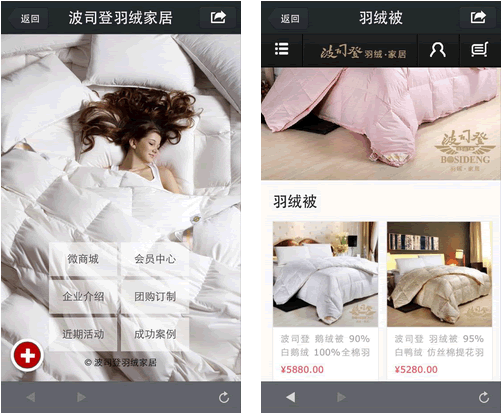 返回
波司登羽绒家居
微商城
会员中心
企业介绍
团购订制
近期活动
成功案例
© 波司登羽绒家居
返回
羽绒被
波司登 羽绒·家居
波司登
BOSIDENG
羽绒·家居
羽绒被
波司登 鹅绒被 90%
白鹅绒 100%全棉羽
¥5880.00
波司登 羽绒被 95%
白鸭绒 仿丝棉提花羽
¥5280.00